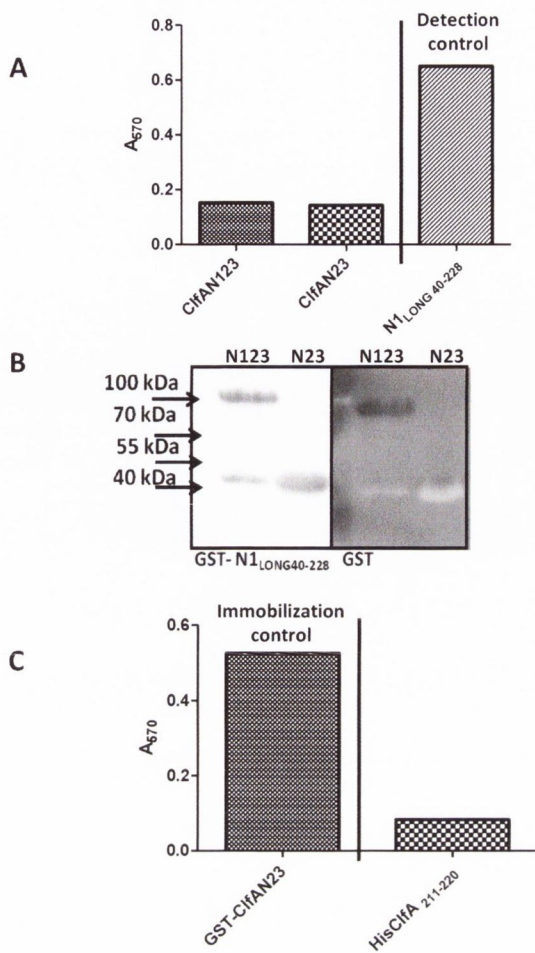 A
Detection
control
0.8
0.6
0.4
0.2
0.0
A570
ClfAN123
ClfAN23
N1LONG 40-228
B
N123 N23 N123 N23
100 kDa
70 kDa
55 kDa
40 kDa
GST- N1LONG40-228 GST
C
Immobilization
control
0.6
0.4
0.2
0.0
A570
GST-ClfAN23
HisClfA 211-220